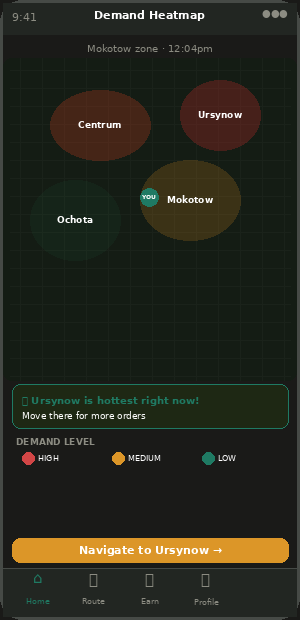 9:41
Demand Heatmap
Mokotow zone · 12:04pm
Centrum
Ursynow
YOU
Mokotow
Ochota
Ursynow is hottest right now!
Move there for more orders
DEMAND LEVEL
HIGH MEDIUM LOW
Navigate to Ursynow →
Home Route Earn Profile